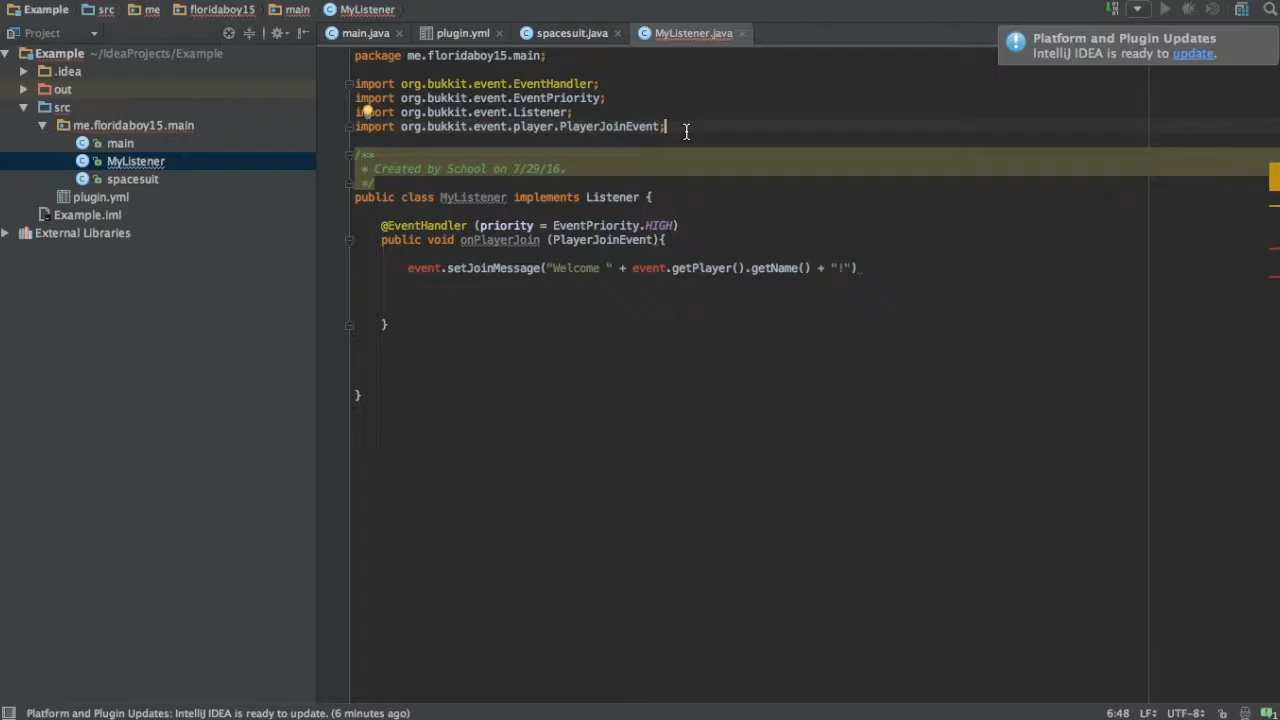 Example src me floridaboy15 main MyListener
Project
main.java plugin.yml spacesuit.java MyListener.java
Platform and Plugin Updates
IntelliJ IDEA is ready to update.
Example ~/IdeaProjects/Example
.idea
out
src
me.floridaboy15.main
main
MyListener
spacesuit
plugin.yml
Example.iml
External Libraries
package me.floridaboy15.main;
import org.bukkit.event.EventHandler;
import org.bukkit.event.EventPriority;
import org.bukkit.event.Listener;
import org.bukkit.event.player.PlayerJoinEvent;
/**
* Created by School on 7/29/16.
*/
public class MyListener implements Listener {
@EventHandler (priority = EventPriority.HIGH)
public void onPlayerJoin (PlayerJoinEvent){
event.setJoinMessage("Welcome " + event.getPlayer().getName() + "!")
}
}
Platform and Plugin Updates: IntelliJ IDEA is ready to update. (6 minutes ago) 6:48 LF UTF-8